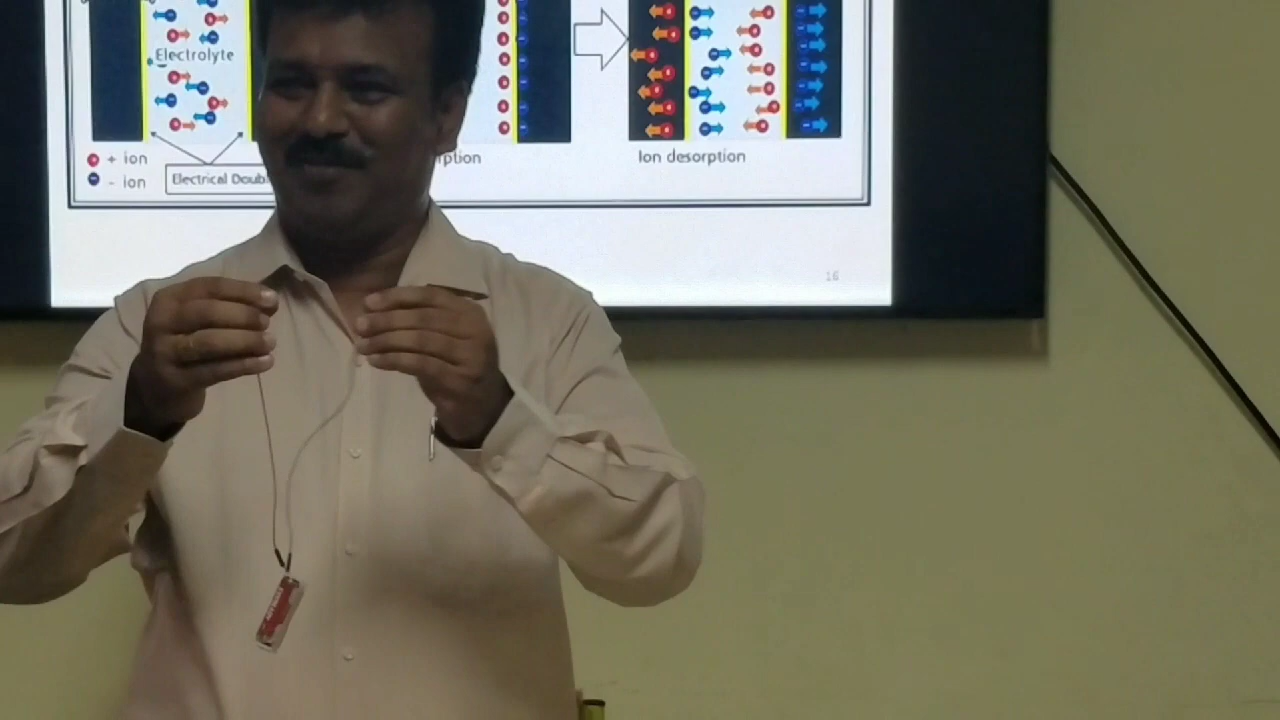 Electrolyte
+ ion
- ion
Electrical Doub
rption
Ion desorption
16